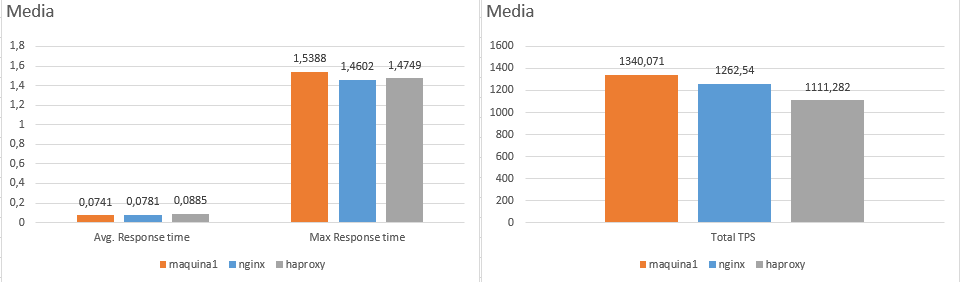 Media
1,8
1,6
1,4
1,2
1
0,8
0,6
0,4
0,2
0
0,0741 0,0781 0,0885
1,5388 1,4602 1,4749
Avg. Response time Max Response time
maquina1 nginx haproxy
Media
1600
1400
1200
1000
800
600
400
200
0
1340,071 1262,54 1111,282
Total TPS
maquina1 nginx haproxy